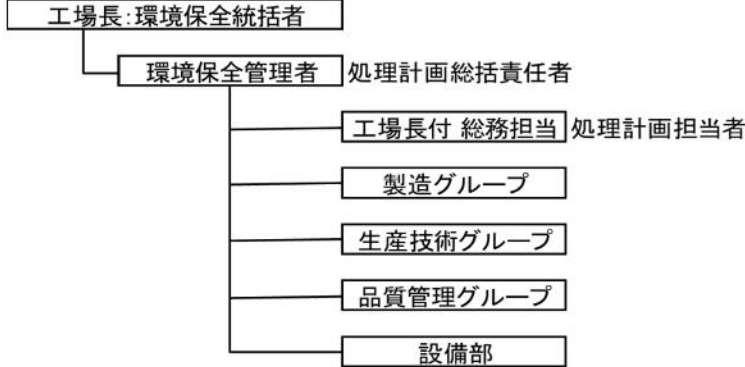 工場長：環境保全統括者
環境保全管理者 処理計画総括責任者
工場長付 総務担当 処理計画担当者
製造グループ
生産技術グループ
品質管理グループ
設備部